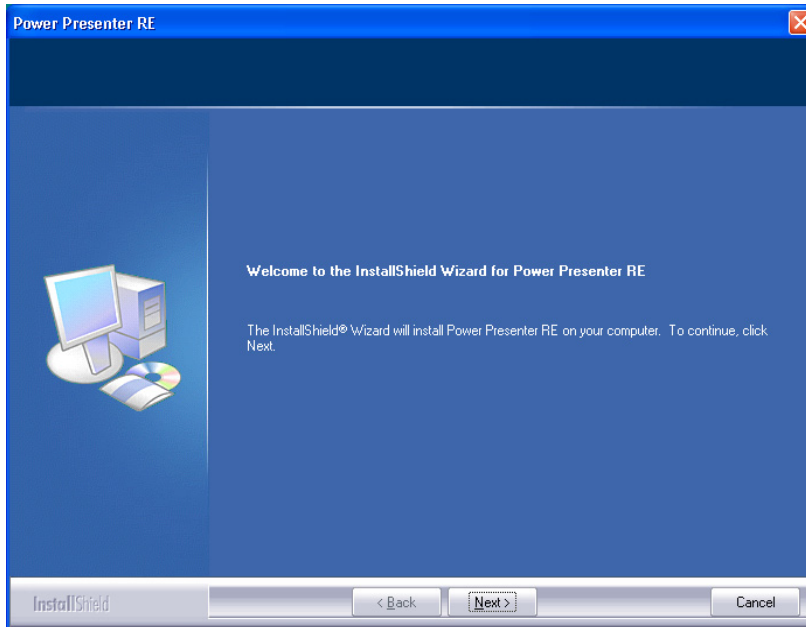 Power Presenter RE
Welcome to the InstallShield Wizard for Power Presenter RE
The InstallShield® Wizard will install Power Presenter RE on your computer. To continue, click
Next.
InstallShield
< Back
Next >
Cancel